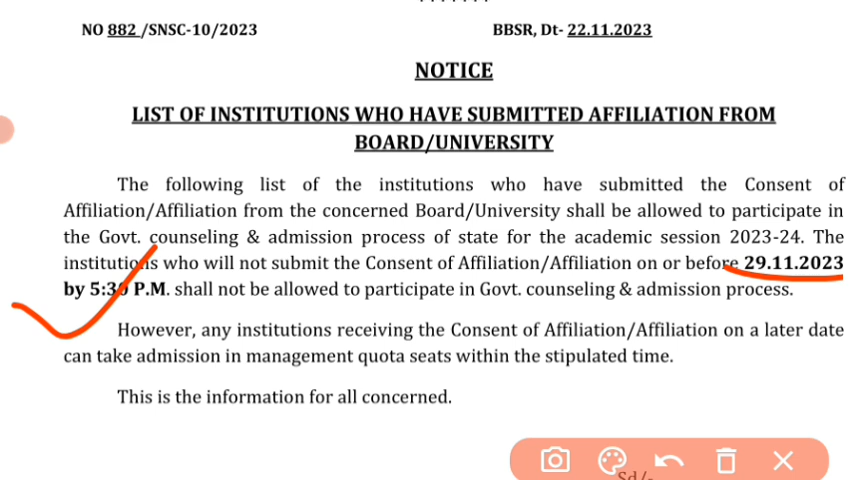 NO 882 /SNSC-10/2023 BBSR, Dt- 22.11.2023
NOTICE
LIST OF INSTITUTIONS WHO HAVE SUBMITTED AFFILIATION FROM
BOARD/UNIVERSITY
The following list of the institutions who have submitted the Consent of
Affiliation/Affiliation from the concerned Board/University shall be allowed to participate in
the Govt. counseling & admission process of state for the academic session 2023-24. The
institutions who will not submit the Consent of Affiliation/Affiliation on or before 29.11.2023
by 5:30 P.M. shall not be allowed to participate in Govt. counseling & admission process.
However, any institutions receiving the Consent of Affiliation/Affiliation on a later date
can take admission in management quota seats within the stipulated time.
This is the information for all concerned.
Sd/-